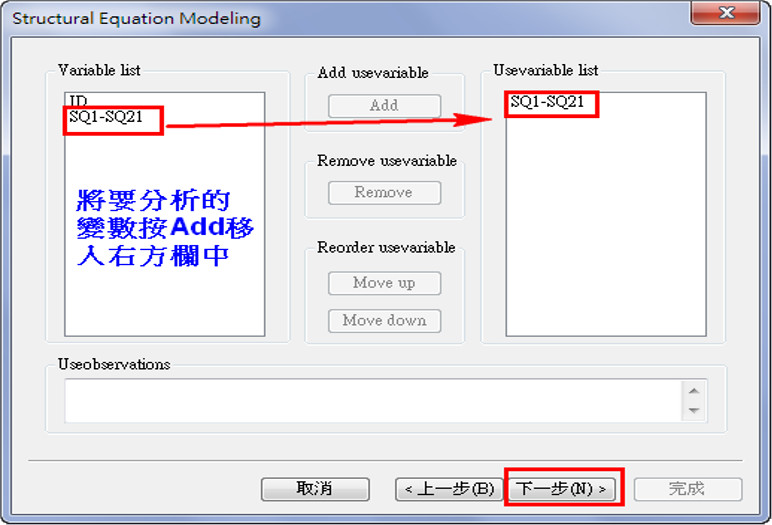 Structural Equation Modeling
Variable list
ID
SQ1-SQ21
將要分析的
變數按Add移
入右方欄中
Add usevariable
Add
Remove usevariable
Remove
Reorder usevariable
Move up
Move down
Usevariable list
SQ1-SQ21
Useobservations
取消
< 上一步(B)
下一步(N) >
完成